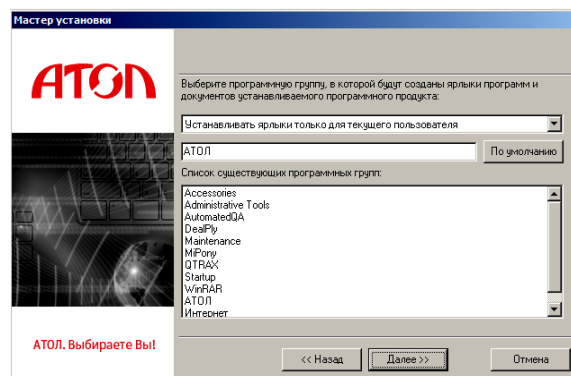 Мастер установки
АТОЛ
Выберите программную группу, в которой будут созданы ярлыки программ и
документов устанавливаемого программного продукта:
Устанавливать ярлыки только для текущего пользователя
АТОЛ
По умолчанию
Список существующих программных групп:
Accessories
Administrative Tools
AutomatedQA
DealPly
Maintenance
MiPony
QTRAX
Startup
WinRAR
АТОЛ
Интернет
АТОЛ. Выбираете Вы!
<< Назад
Далее >>
Отмена